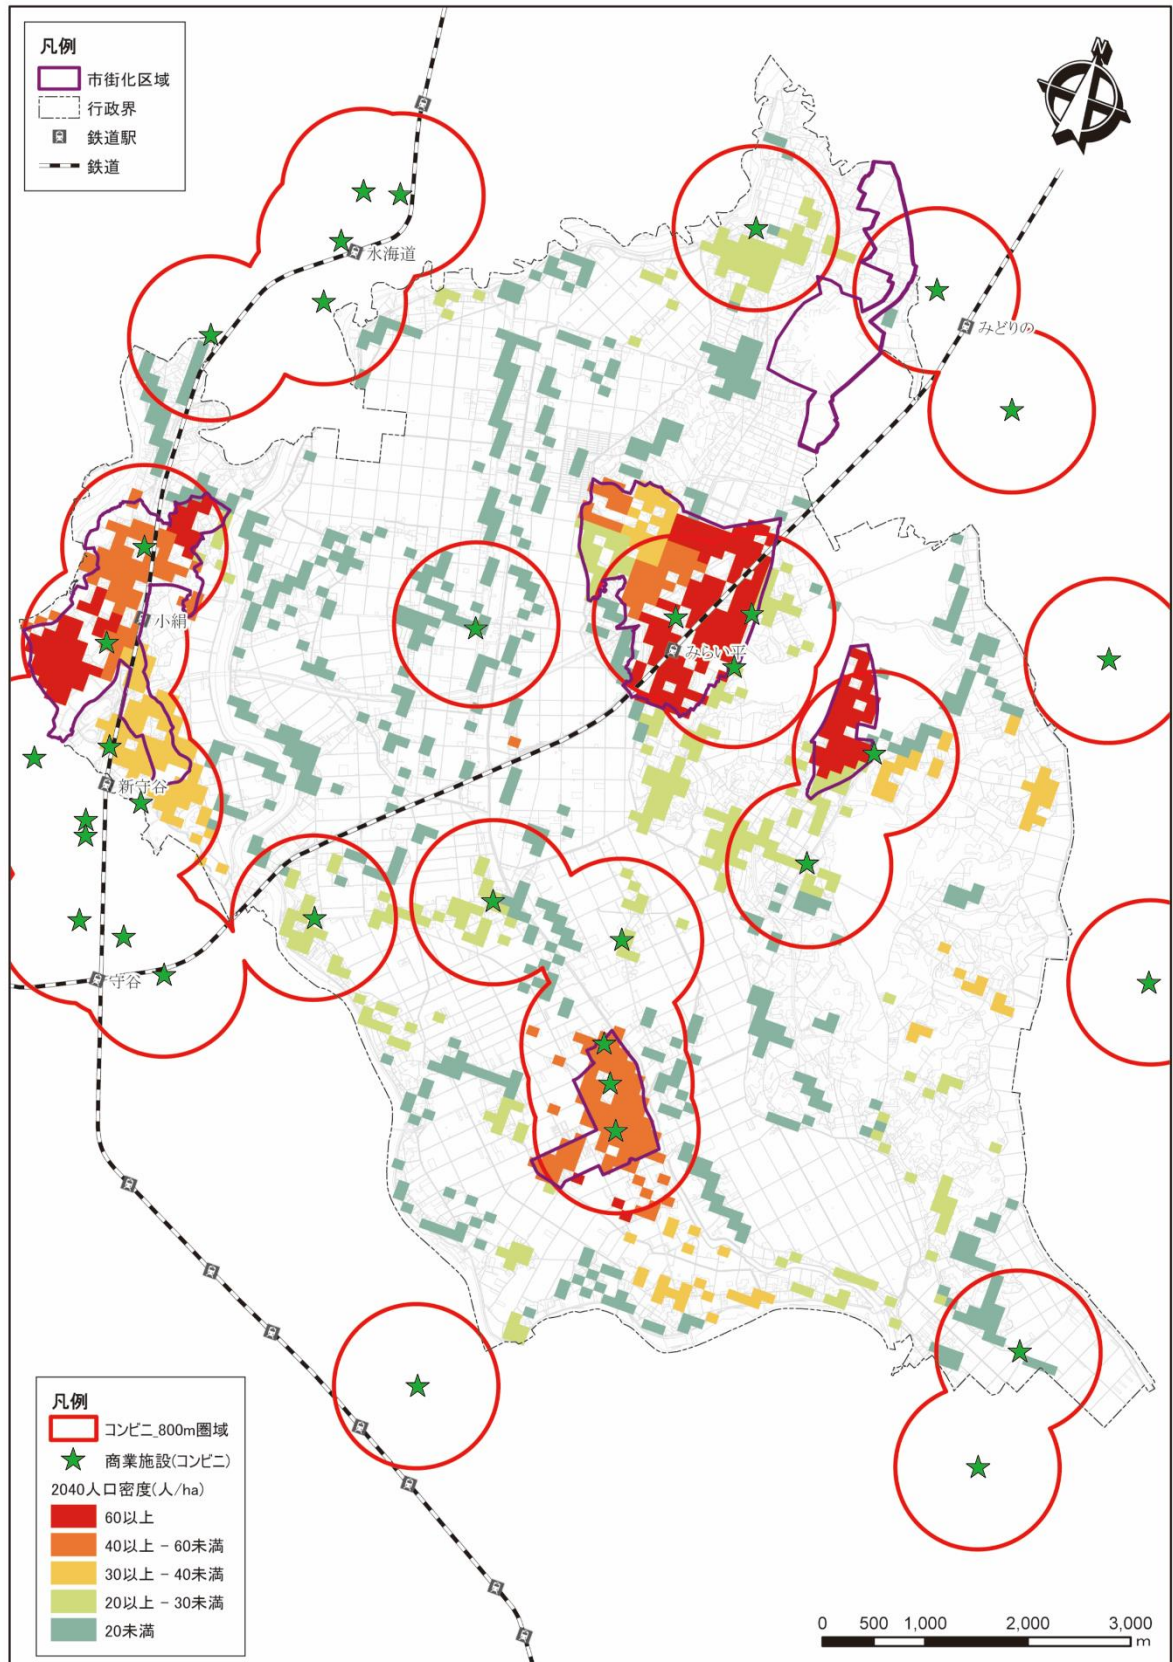 凡例
市街化区域
行政界
鉄道駅
鉄道
N
水海道
みどりの
小絹
みらい平
新守谷
守谷
凡例
コンビニ_800m圏域
商業施設(コンビニ)
2040人口密度(人/ha)
60以上
40以上 - 60未満
30以上 - 40未満
20以上 - 30未満
20未満
0 500 1,000 2,000 3,000
m